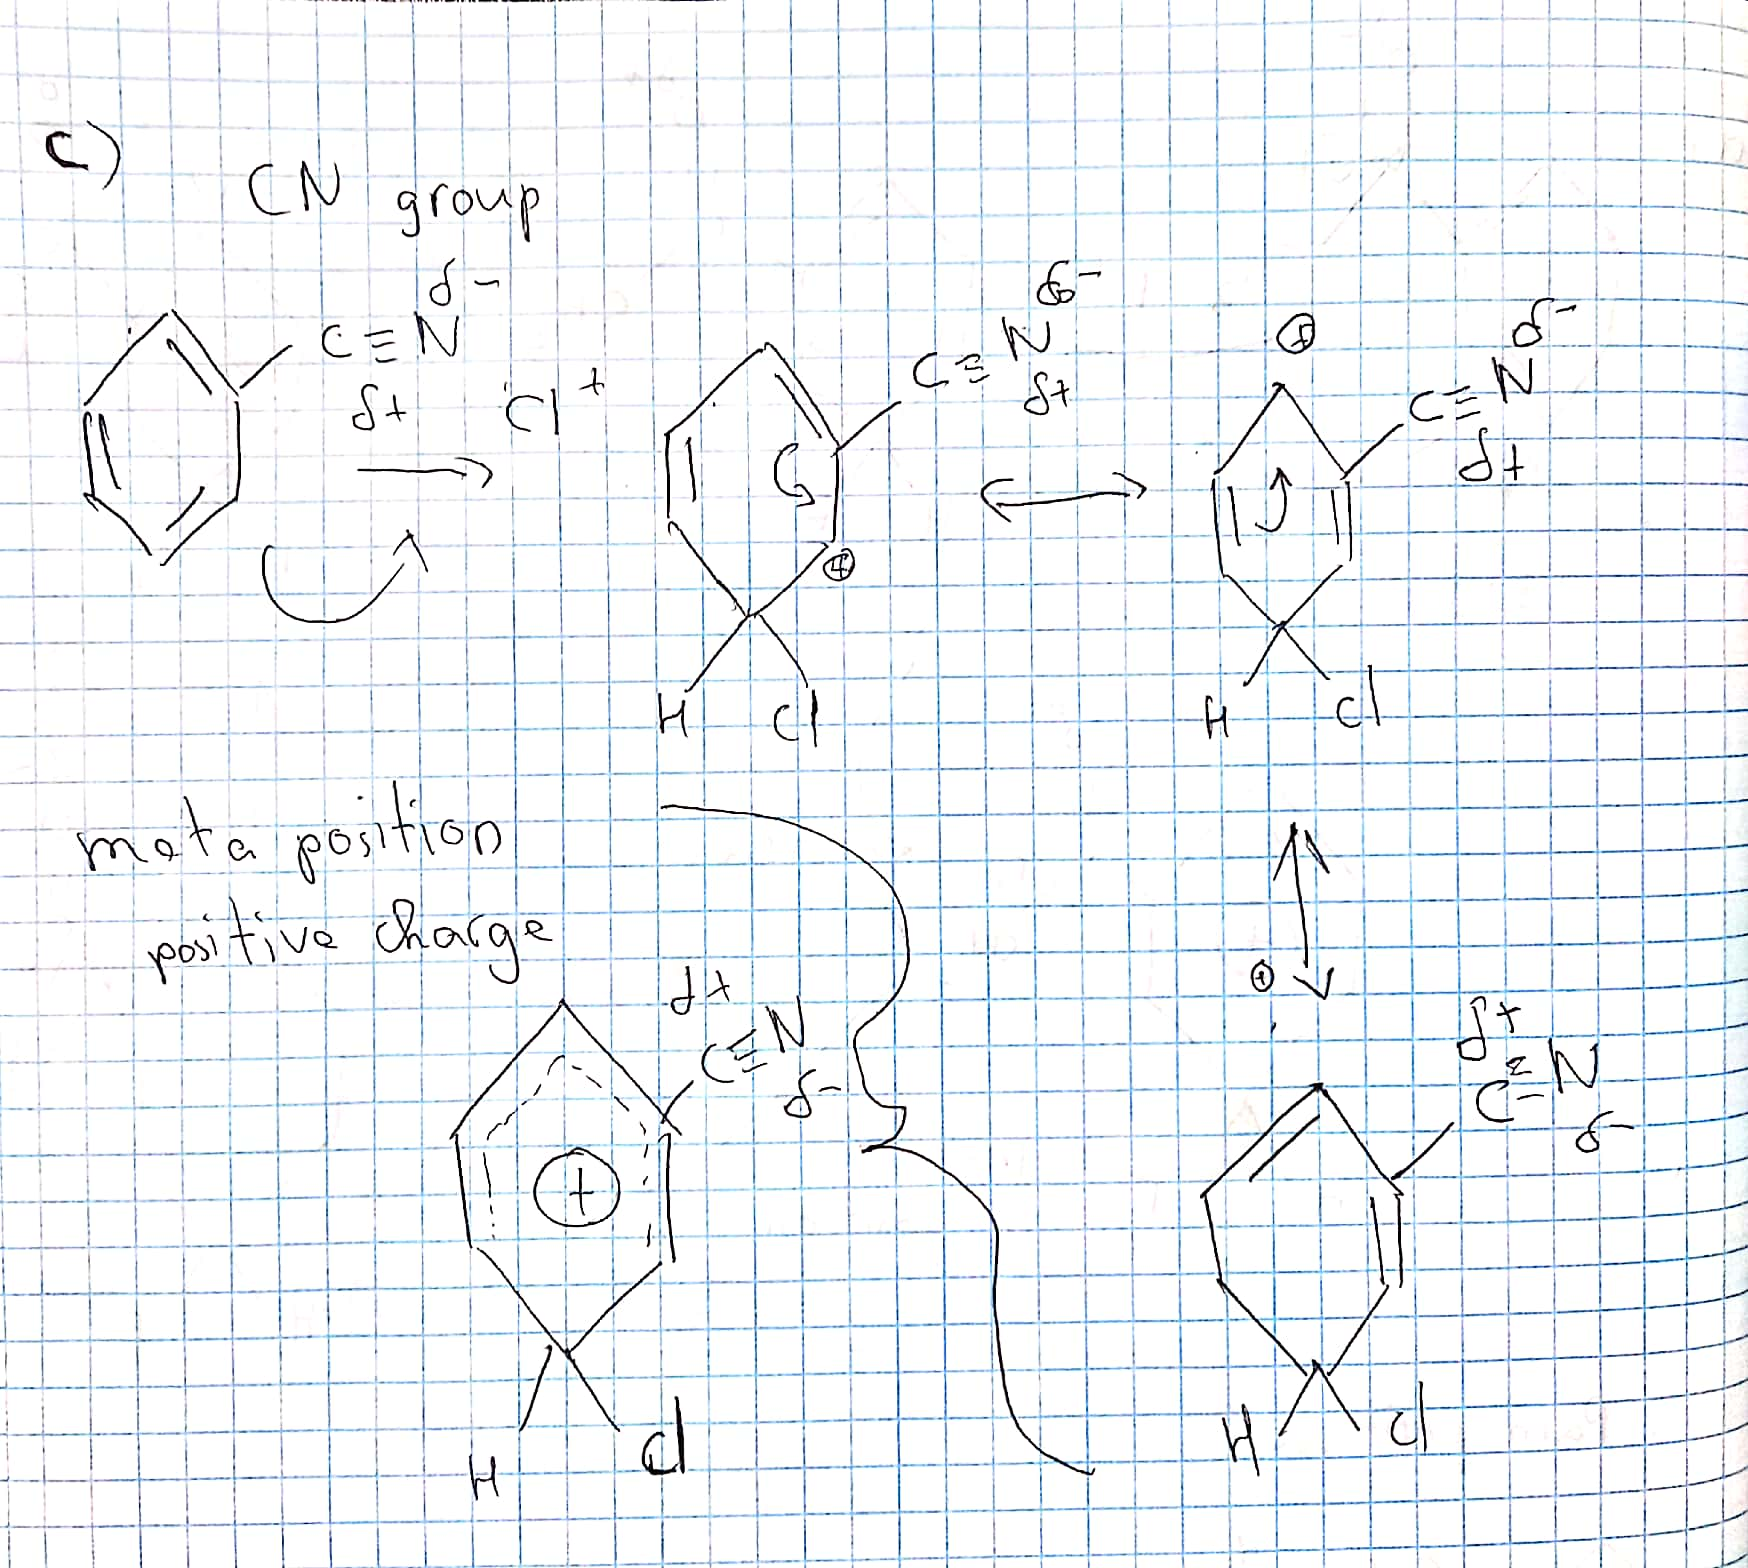 c)
CN group
δ-
C≡N
δ+
Cl+
δ-
C≡N
δ+
⊕
H Cl
⊕
δ-
C≡N
δ+
H Cl
meta position
positive charge
δ+
C≡N
δ-
⊕
H Cl
⊕
δ+
C≡N
δ-
H Cl